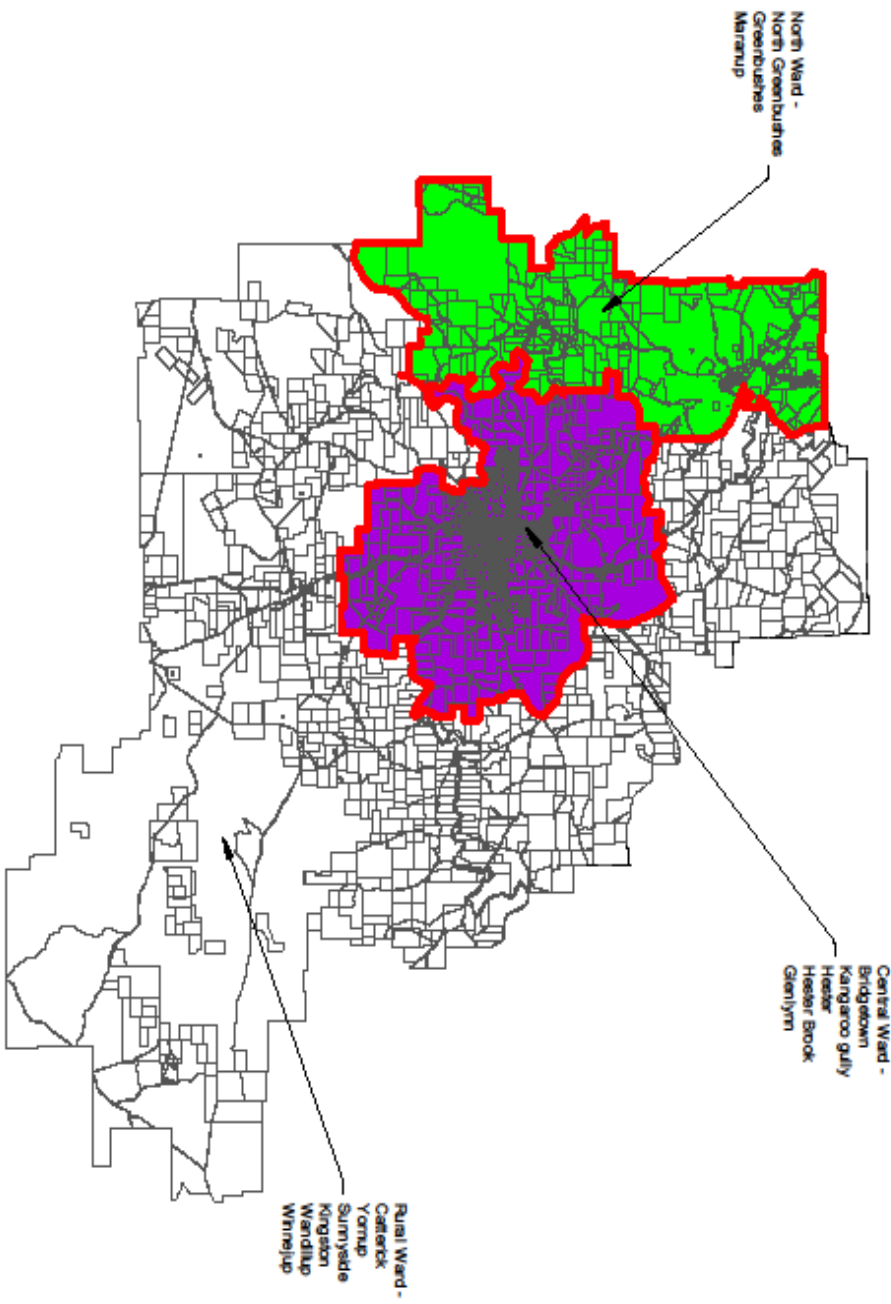 North Ward -
North Greenbushes
Greenbushes
Maranup
Central Ward -
Bridgetown
Kangaroo gully
Hester
Hester Brook
Glenlynn
Rural Ward -
Catterick
Yornup
Sunnyside
Kingston
Wandillup
Winnejup